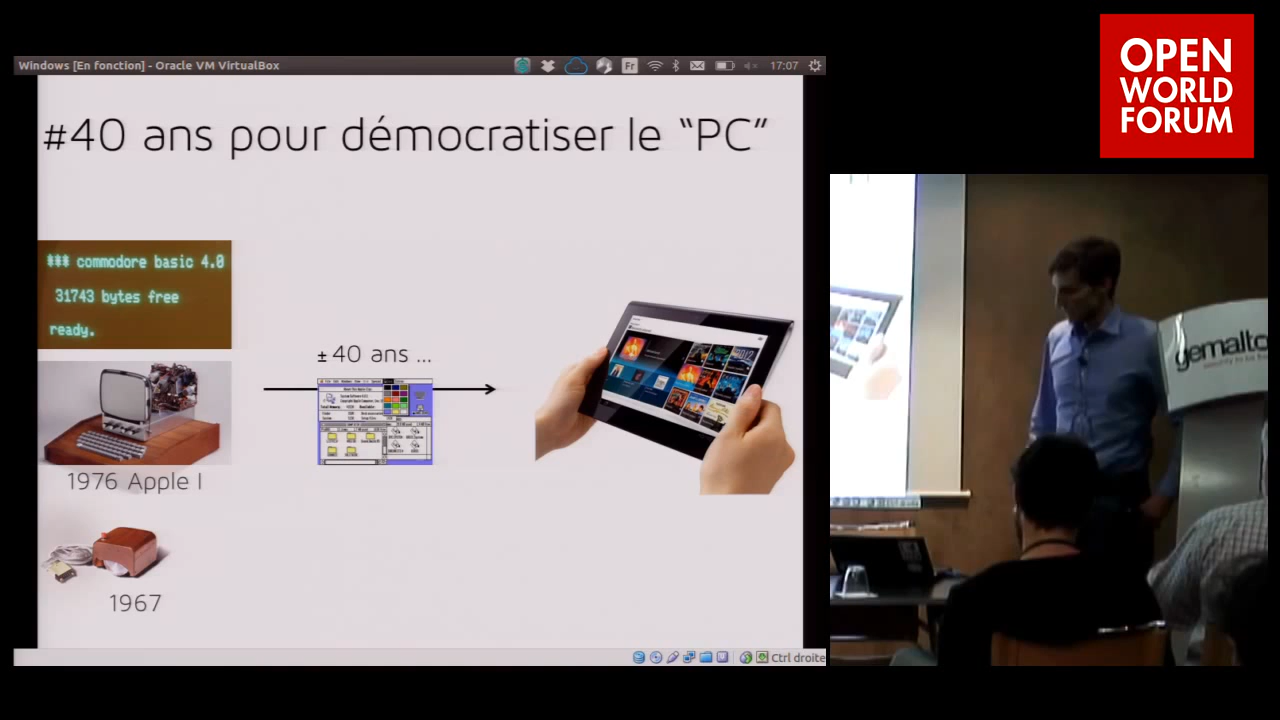 Windows [En fonction] - Oracle VM VirtualBox
Fr
17:07
#40 ans pour démocratiser le “PC”
*** commodore basic 4.0
31743 bytes free
ready.
± 40 ans ...
1976 Apple I
1967
Ctrl droite
OPEN
WORLD
FORUM
gemalto